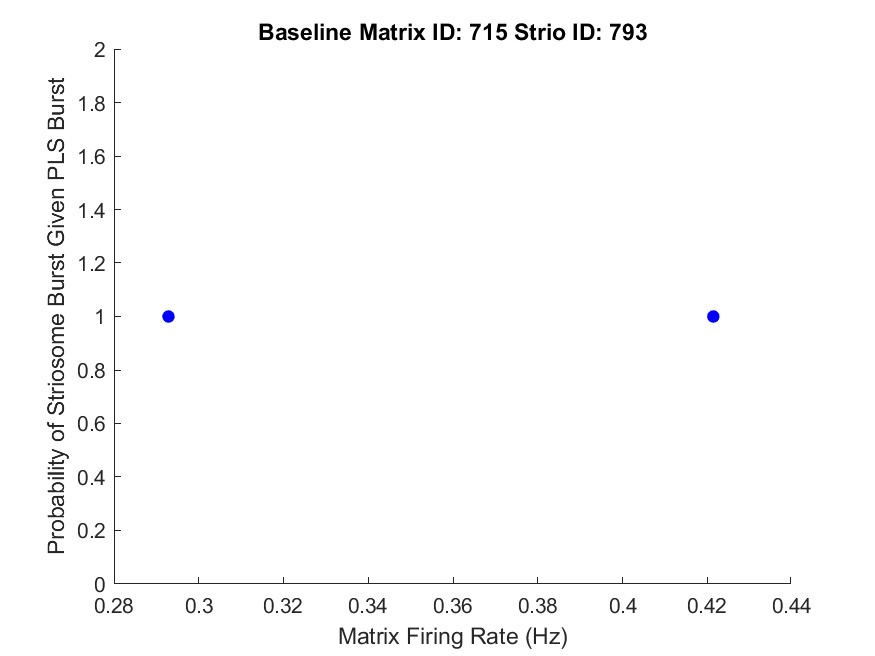 Baseline Matrix ID: 715 Strio ID: 793
Probability of Striosome Burst Given PLS Burst
2
1.8
1.6
1.4
1.2
1
0.8
0.6
0.4
0.2
0
0.28 0.3 0.32 0.34 0.36 0.38 0.4 0.42 0.44
Matrix Firing Rate (Hz)